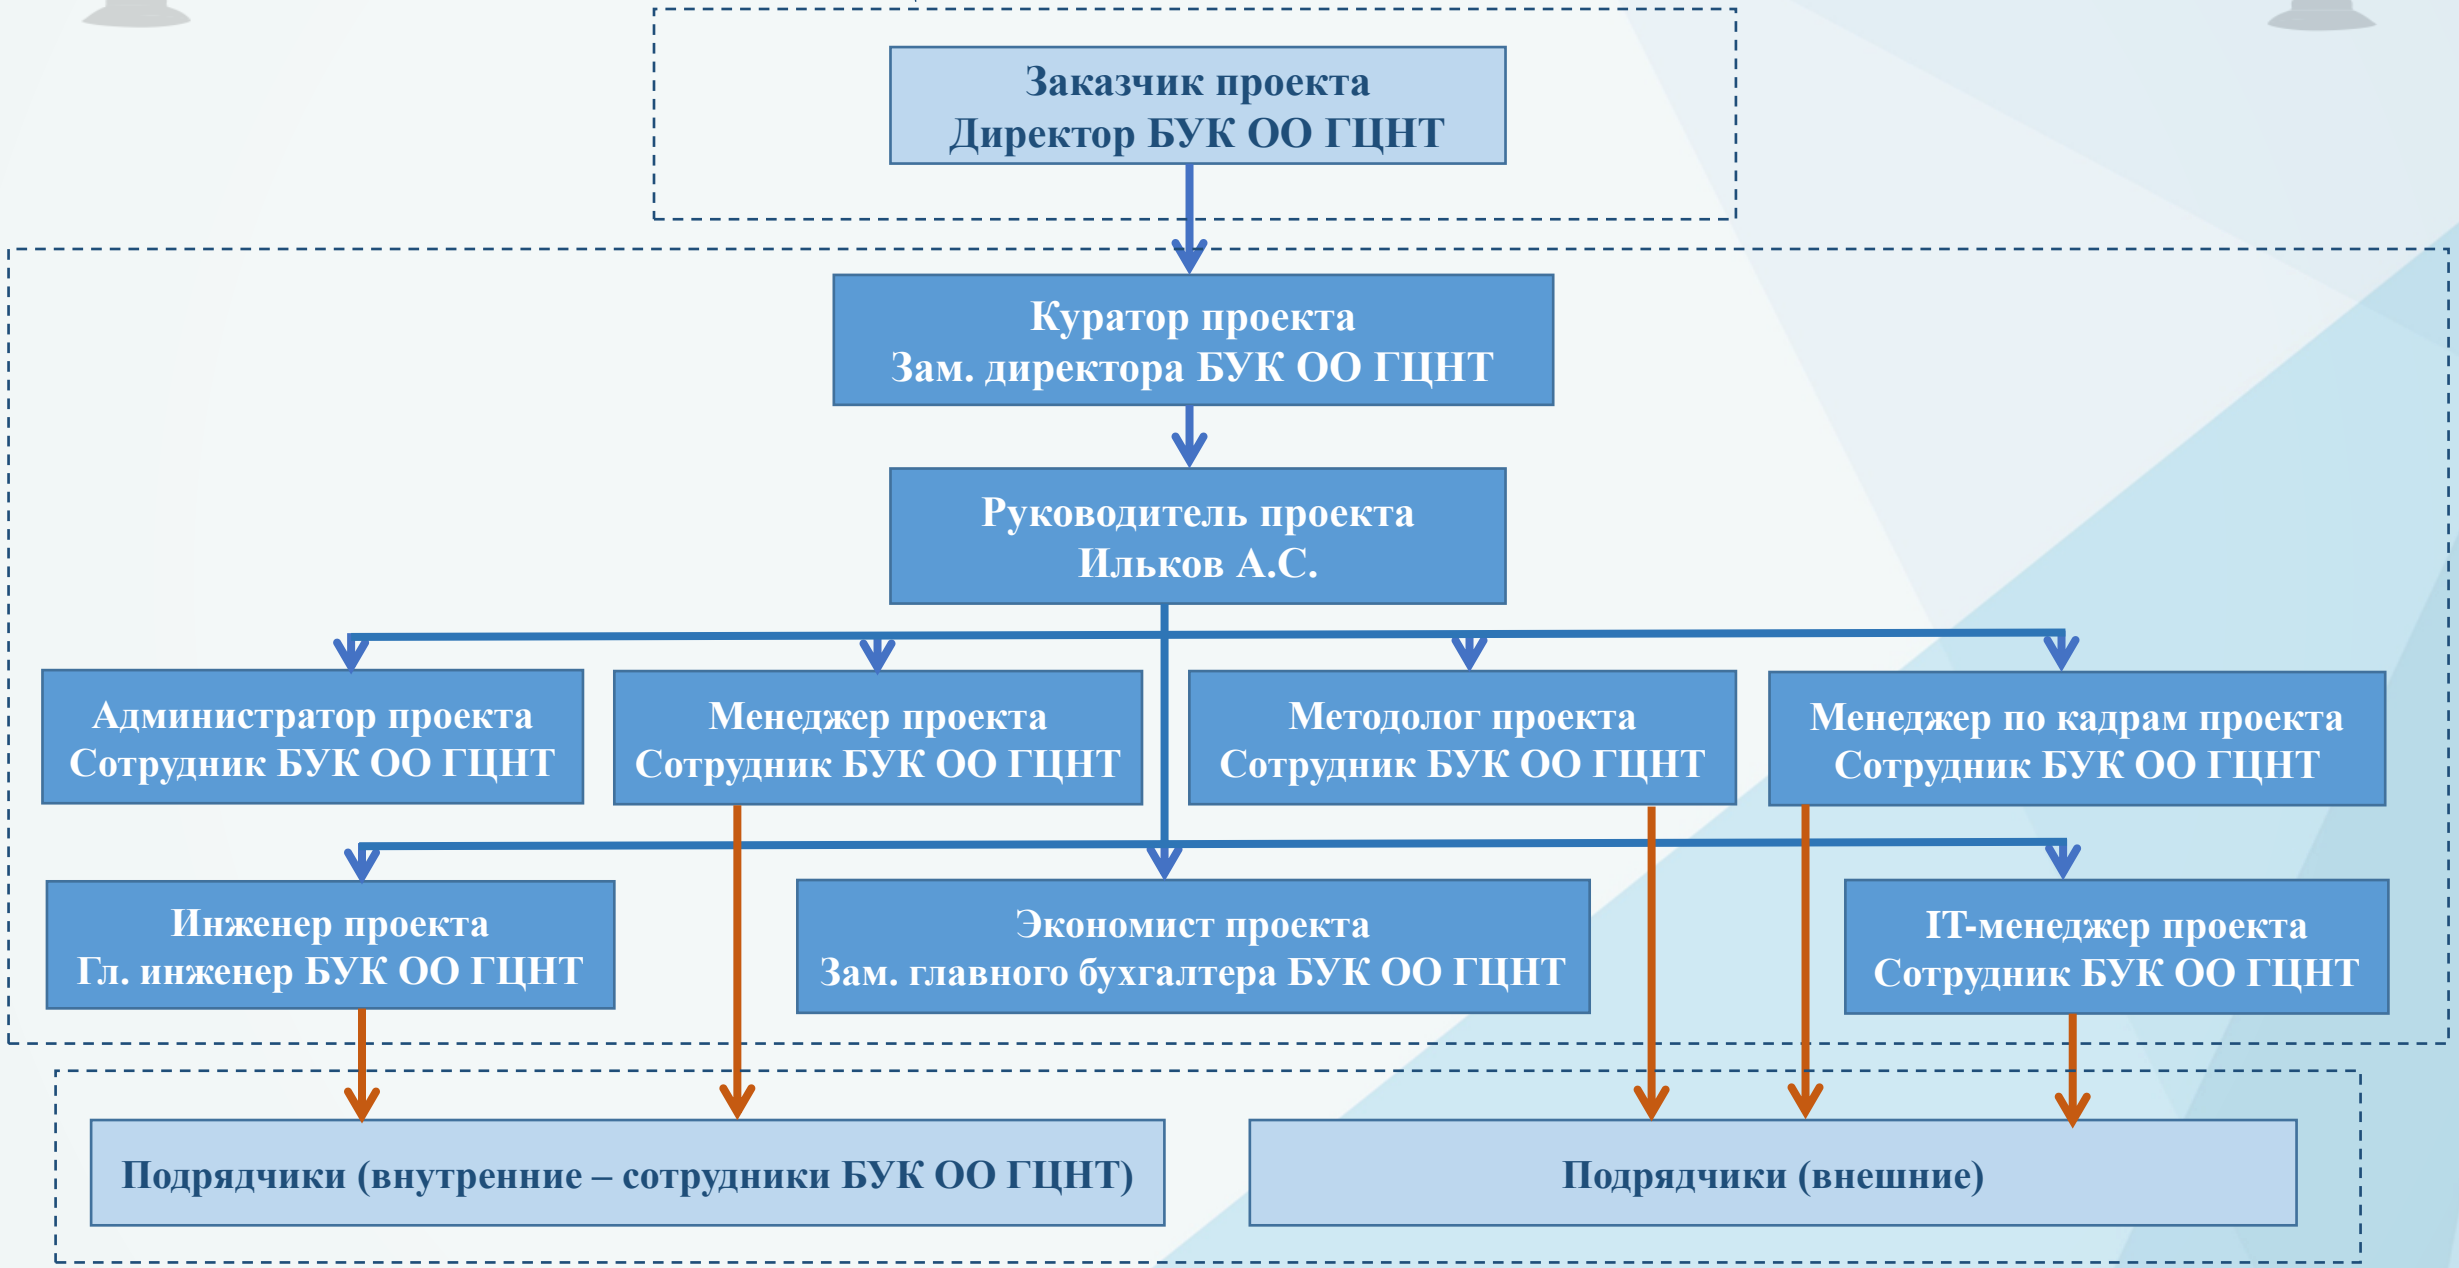 Заказчик проекта
Директор БУК ОО ГЦНТ
Куратор проекта
Зам. директора БУК ОО ГЦНТ
Руководитель проекта
Ильков А.С.
Администратор проекта
Сотрудник БУК ОО ГЦНТ
Менеджер проекта
Сотрудник БУК ОО ГЦНТ
Методолог проекта
Сотрудник БУК ОО ГЦНТ
Менеджер по кадрам проекта
Сотрудник БУК ОО ГЦНТ
Инженер проекта
Гл. инженер БУК ОО ГЦНТ
Экономист проекта
Зам. главного бухгалтера БУК ОО ГЦНТ
IT-менеджер проекта
Сотрудник БУК ОО ГЦНТ
Подрядчики (внутренние – сотрудники БУК ОО ГЦНТ)
Подрядчики (внешние)